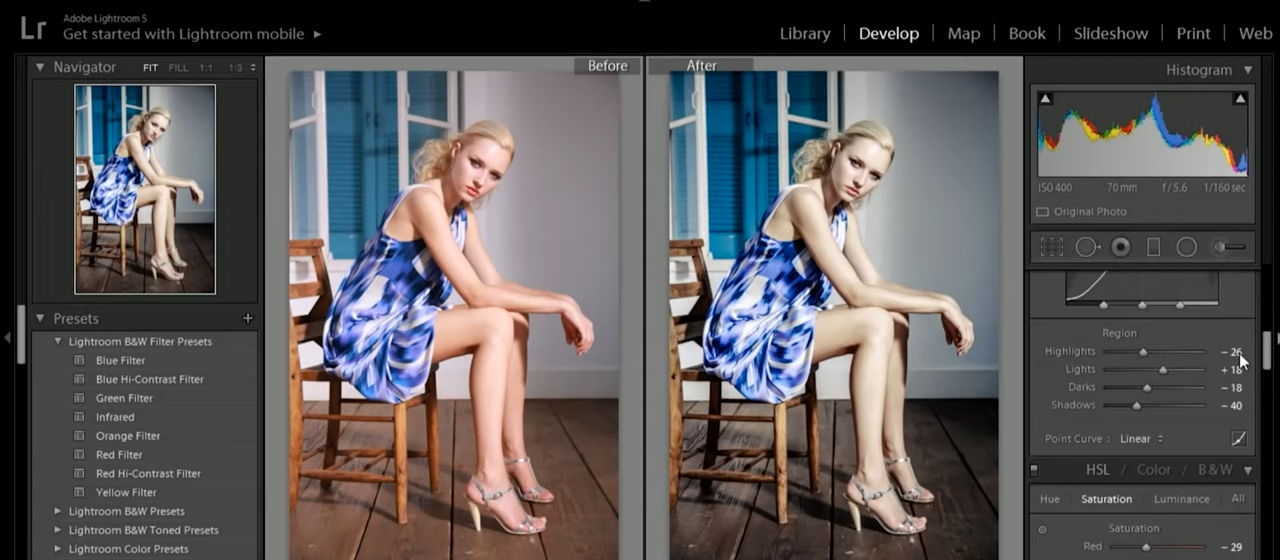 Lr
Adobe Lightroom 5
Get started with Lightroom mobile ▶
Library | Develop | Map | Book | Slideshow | Print | Web
Navigator FIT FILL 1:1 1:3
Before
After
Histogram
ISO 400 70 mm f / 5.6 1/160 sec
Original Photo
Presets +
Lightroom B&W Filter Presets
Blue Filter
Blue Hi-Contrast Filter
Green Filter
Infrared
Orange Filter
Red Filter
Red Hi-Contrast Filter
Yellow Filter
Lightroom B&W Presets
Lightroom B&W Toned Presets
Lightroom Color Presets
Region
Highlights − 26
Lights + 18
Darks − 18
Shadows − 40
Point Curve : Linear
HSL / Color / B & W
Hue Saturation Luminance All
Saturation
Red − 29